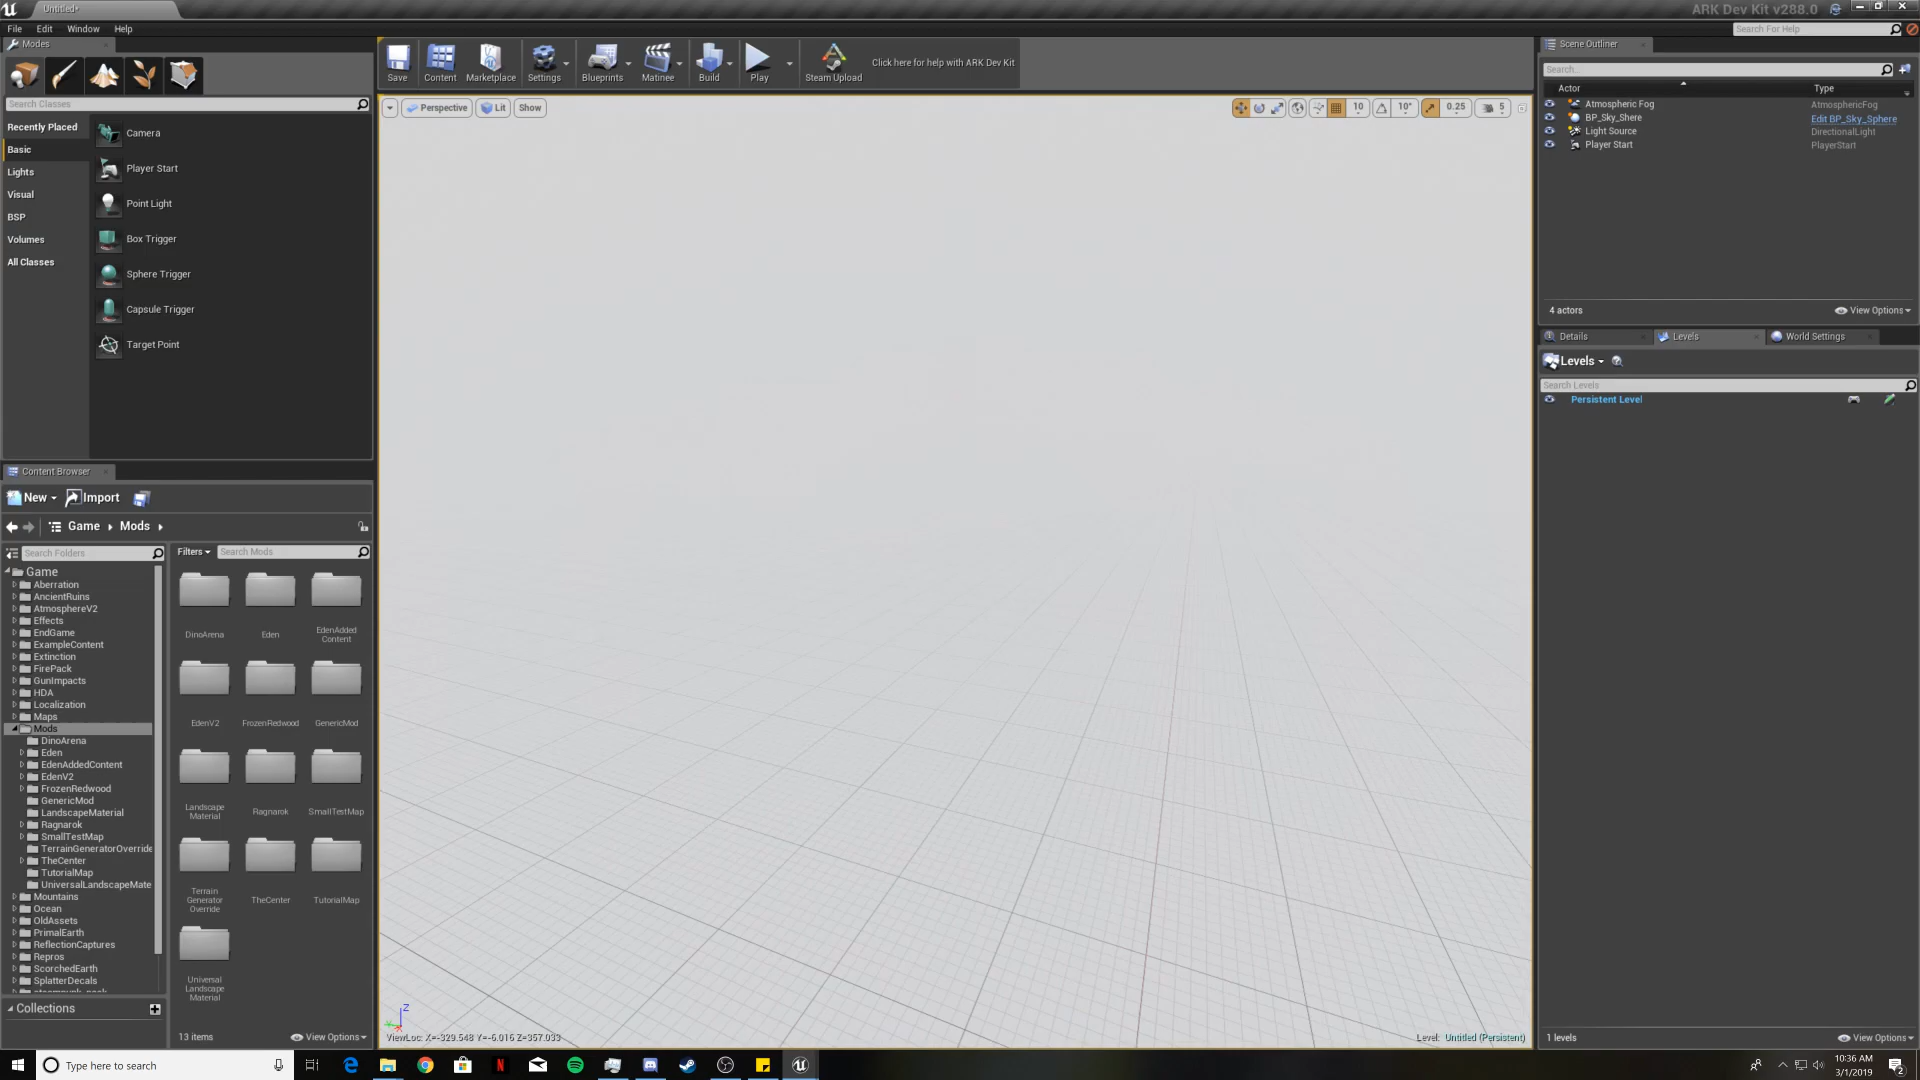 Untitled*
ARK Dev Kit v288.0
File Edit Window Help
Search For Help
Modes
Search Classes
Recently Placed
Basic
Lights
Visual
BSP
Volumes
All Classes
Camera
Player Start
Point Light
Box Trigger
Sphere Trigger
Capsule Trigger
Target Point
Save
Content
Marketplace
Settings
Blueprints
Matinee
Build
Play
Steam Upload
Click here for help with ARK Dev Kit
Perspective
Lit
Show
10
10°
0.25
5
Scene Outliner
Search...
Actor Type
Atmospheric Fog AtmosphericFog
BP_Sky_Shere Edit BP_Sky_Sphere
Light Source DirectionalLight
Player Start PlayerStart
4 actors
View Options
Details
Levels
World Settings
Levels
Search Levels
Persistent Level
1 levels
View Options
Content Browser
New
Import
Game
Mods
Search Folders
Filters
Search Mods
Game
Aberration
AncientRuins
AtmosphereV2
Effects
EndGame
ExampleContent
Extinction
FirePack
GunImpacts
HDA
Localization
Maps
Mods
DinoArena
Eden
EdenAddedContent
EdenV2
FrozenRedwood
GenericMod
LandscapeMaterial
Ragnarok
SmallTestMap
TerrainGeneratorOverride
TheCenter
TutorialMap
UniversalLandscapeMate
Mountains
Ocean
OldAssets
PrimalEarth
ReflectionCaptures
Repros
ScorchedEarth
SplatterDecals
Collections
DinoArena
Eden
EdenAdded
Content
EdenV2
FrozenRedwood
GenericMod
Landscape
Material
Ragnarok
SmallTestMap
Terrain
Generator
Override
TheCenter
TutorialMap
Universal
Landscape
Material
13 items
View Options
Z
ViewLoc: X=-329.548 Y=-6.016 Z=357.033
Level: Untitled (Persistent)
Type here to search
10:36 AM
3/1/2019
2